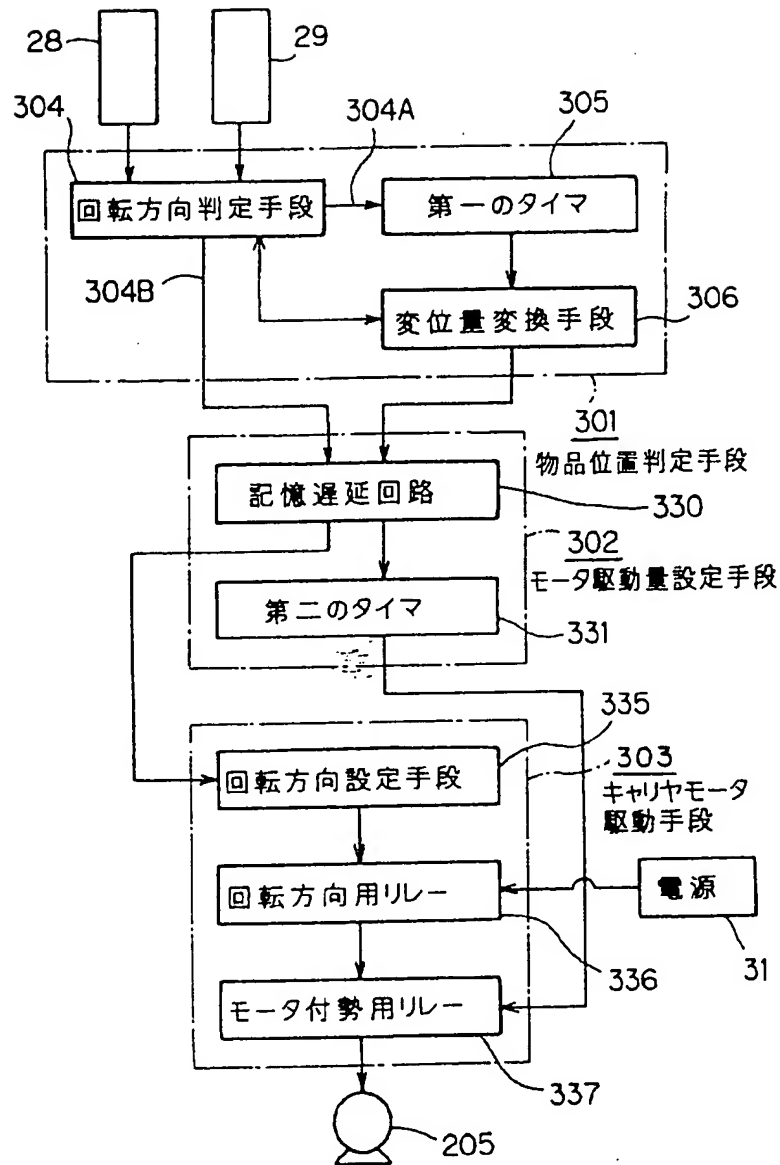 28
29
304
304A
305
回転方向判定手段
第一のタイマ
304B
変位量変換手段
306
301
物品位置判定手段
記憶遅延回路
330
302
モータ駆動量設定手段
第二のタイマ
331
335
回転方向設定手段
303
キャリヤモータ
駆動手段
回転方向用リレー
電源
336
31
モータ付勢用リレー
337
205